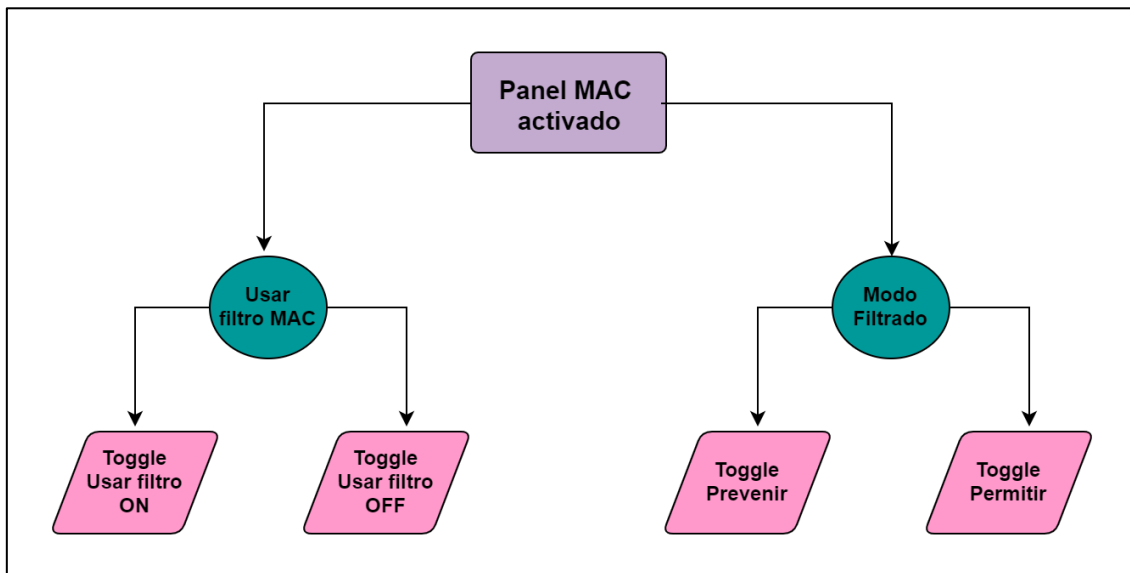 Panel MAC
activado
Usar
filtro MAC
Modo
Filtrado
Toggle
Usar filtro
ON
Toggle
Usar filtro
OFF
Toggle
Prevenir
Toggle
Permitir